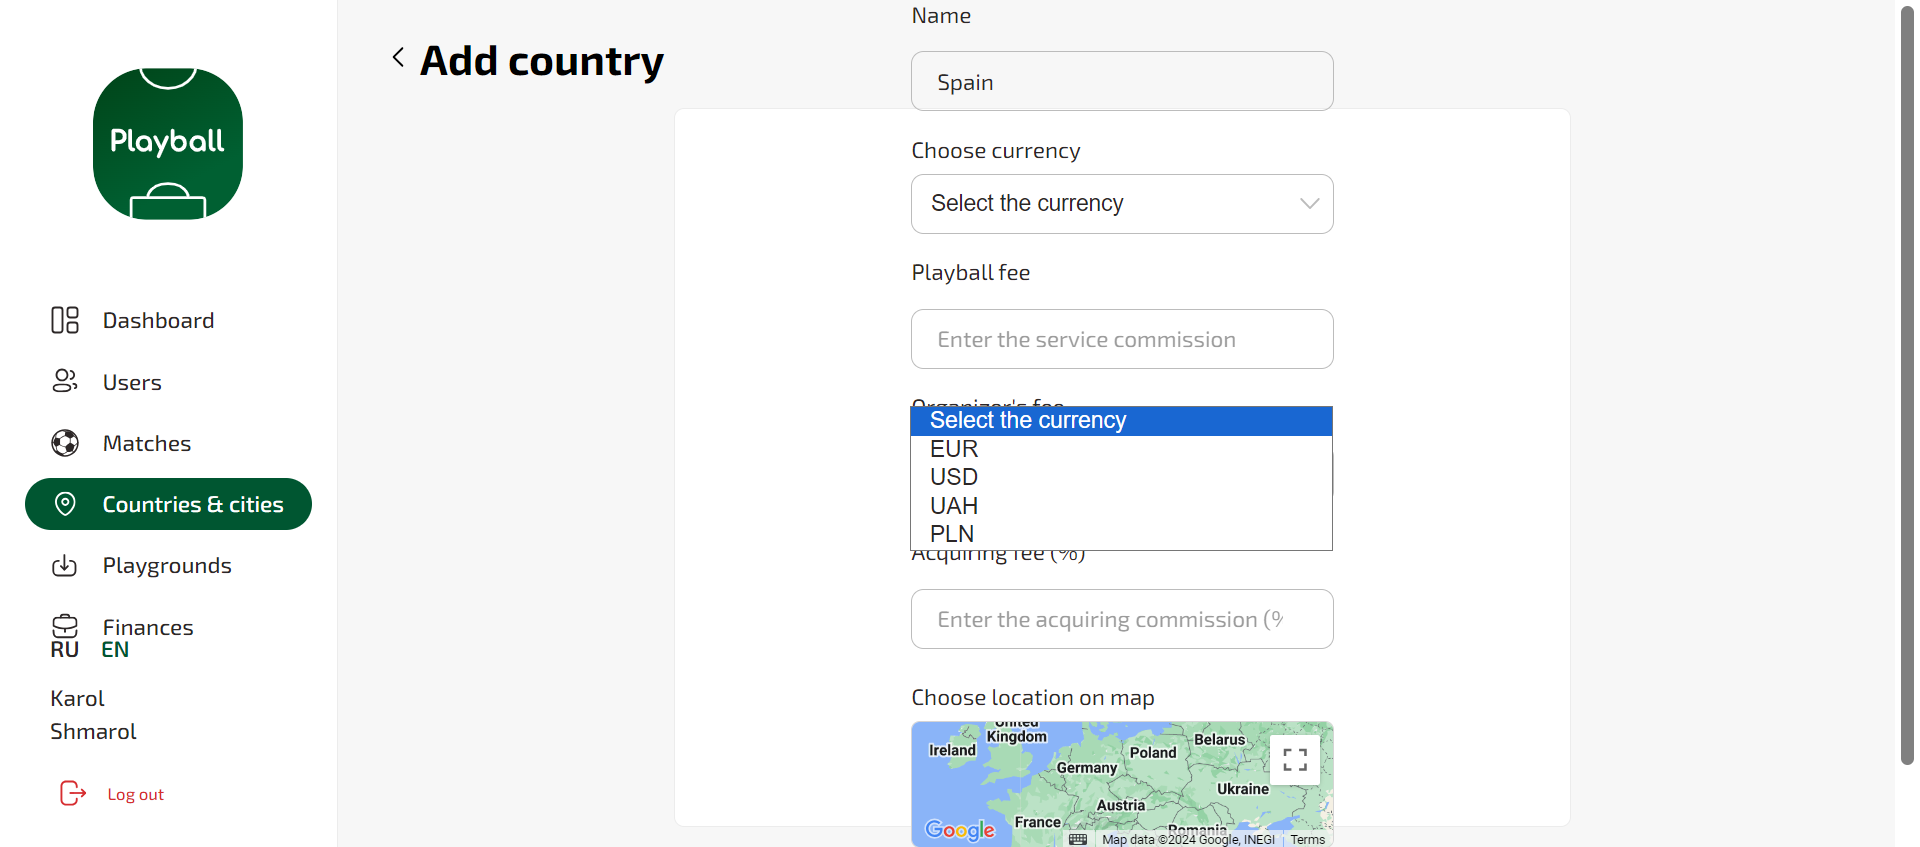 Playball
Dashboard
Users
Matches
Countries & cities
Playgrounds
Finances
RU EN
Karol
Shmarol
Log out
Add country
Name
Spain
Choose currency
Select the currency
Playball fee
Enter the service commission
Organizer's fee
Select the currency
EUR
USD
UAH
PLN
Acquiring fee (%)
Enter the acquiring commission (%
Choose location on map
United
Kingdom
Ireland
Belarus
Poland
Germany
Ukraine
Austria
France
Romania
Google
Map data ©2024 Google, INEGI
Terms